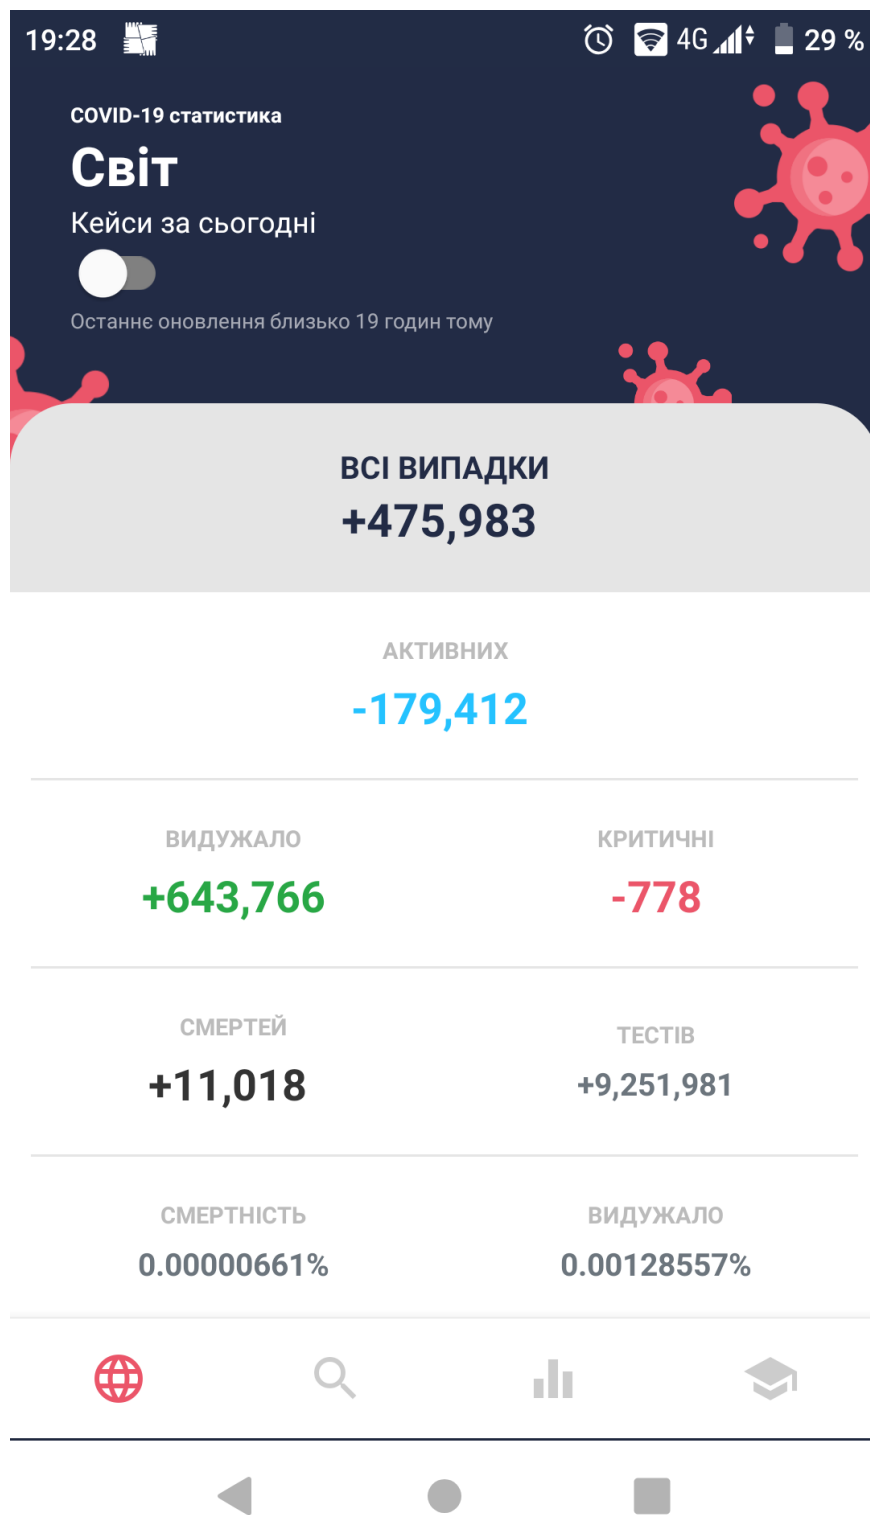 19:28 4G 29 %
COVID-19 статистика
Світ
Кейси за сьогодні
Останнє оновлення близько 19 годин тому
ВСІ ВИПАДКИ
+475,983
АКТИВНИХ
-179,412
ВИДУЖАЛО КРИТИЧНІ
+643,766 -778
СМЕРТЕЙ ТЕСТІВ
+11,018 +9,251,981
СМЕРТНІСТЬ ВИДУЖАЛО
0.00000661% 0.00128557%